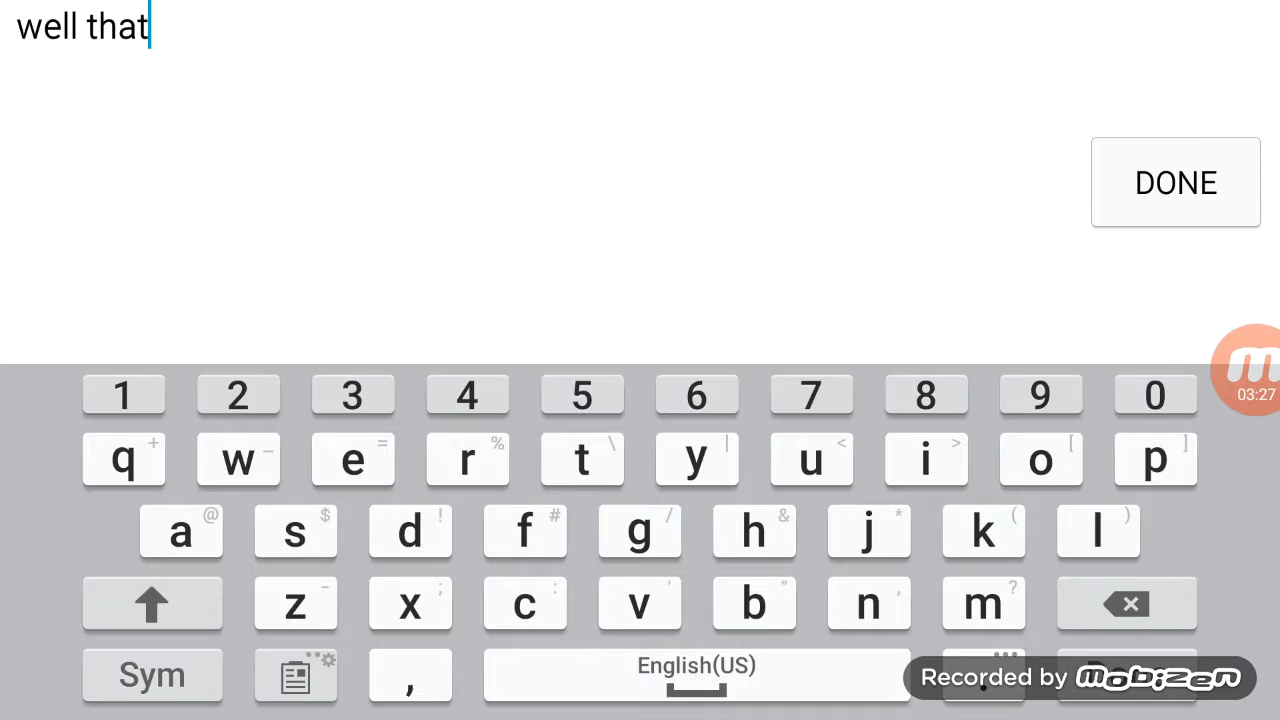 well that
DONE
03:27
1 2 3 4 5 6 7 8 9 0
q + w _ e = r % t \ y | u < i > o [ p ]
a @ s $ d ! f # g / h & j * k ( l )
z - x ; c : v ' b " n , m ?
Sym , English(US)
Recorded by mobizen